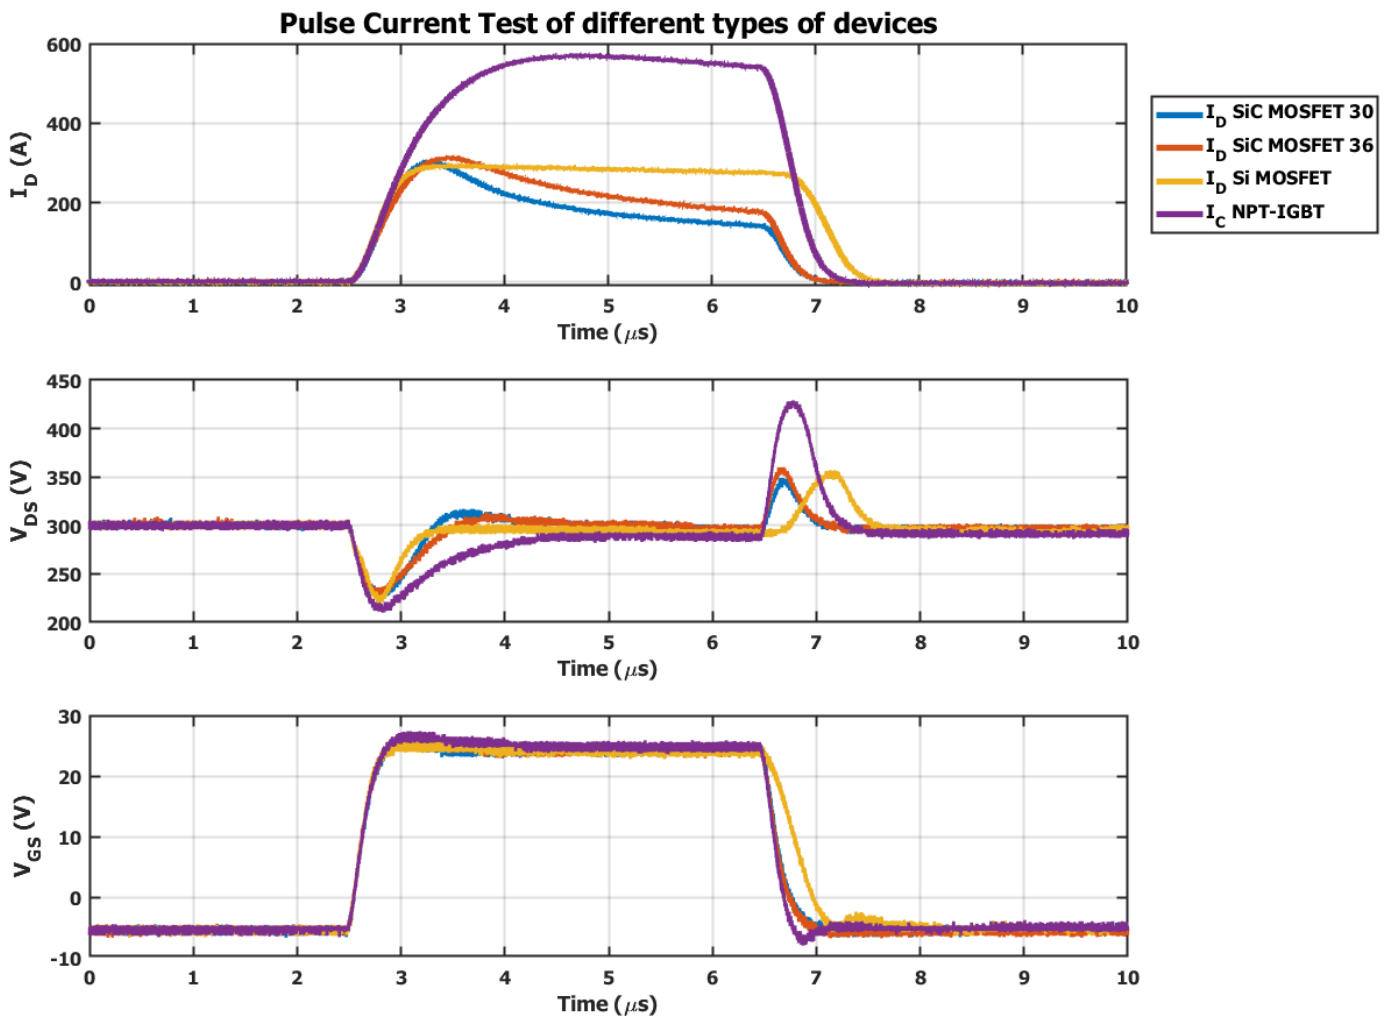 Pulse Current Test of different types of devices
I_D (A)
600
400
200
0
0 1 2 3 4 5 6 7 8 9 10
Time (μs)
I_D SiC MOSFET 30
I_D SiC MOSFET 36
I_D Si MOSFET
I_C NPT-IGBT
V_DS (V)
450
400
350
300
250
200
0 1 2 3 4 5 6 7 8 9 10
Time (μs)
V_GS (V)
30
20
10
0
-10
0 1 2 3 4 5 6 7 8 9 10
Time (μs)